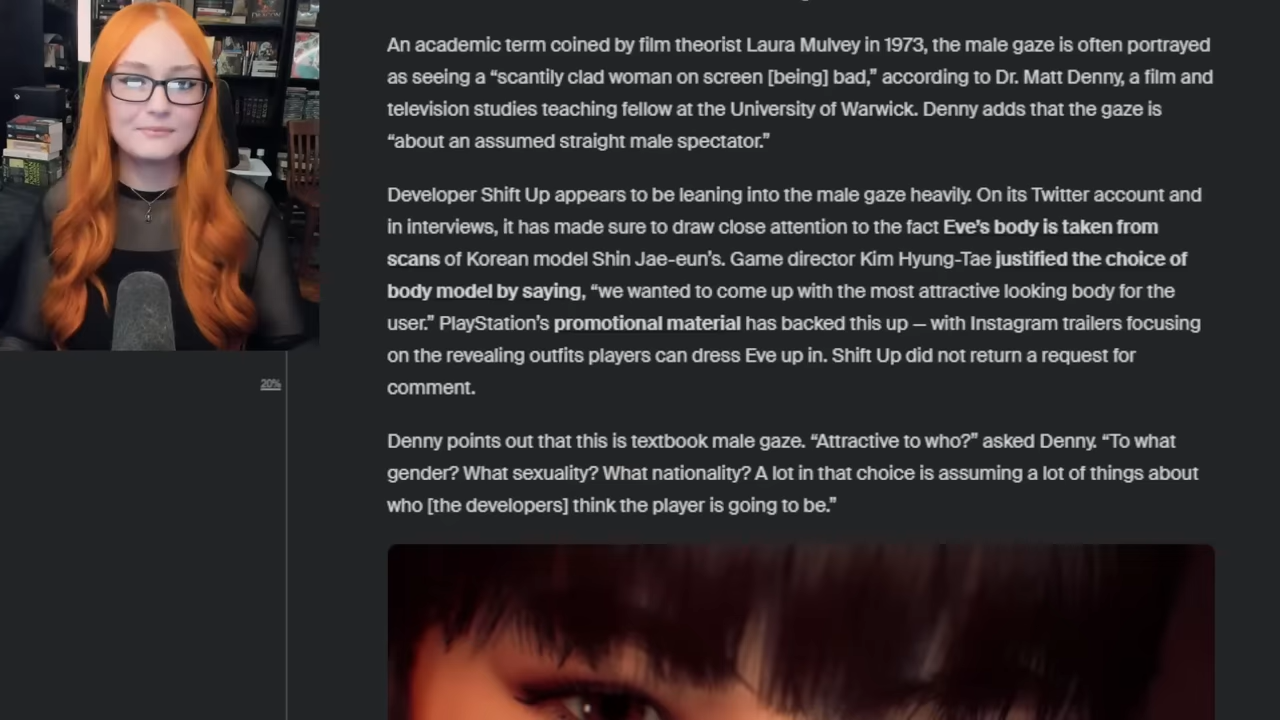 An academic term coined by film theorist Laura Mulvey in 1973, the male gaze is often portrayed
as seeing a “scantily clad woman on screen [being] bad,” according to Dr. Matt Denny, a film and
television studies teaching fellow at the University of Warwick. Denny adds that the gaze is
“about an assumed straight male spectator.”
Developer Shift Up appears to be leaning into the male gaze heavily. On its Twitter account and
in interviews, it has made sure to draw close attention to the fact Eve’s body is taken from
scans of Korean model Shin Jae-eun’s. Game director Kim Hyung-Tae justified the choice of
body model by saying, “we wanted to come up with the most attractive looking body for the
user.” PlayStation’s promotional material has backed this up — with Instagram trailers focusing
on the revealing outfits players can dress Eve up in. Shift Up did not return a request for
comment.
20%
Denny points out that this is textbook male gaze. “Attractive to who?” asked Denny. “To what
gender? What sexuality? What nationality? A lot in that choice is assuming a lot of things about
who [the developers] think the player is going to be.”